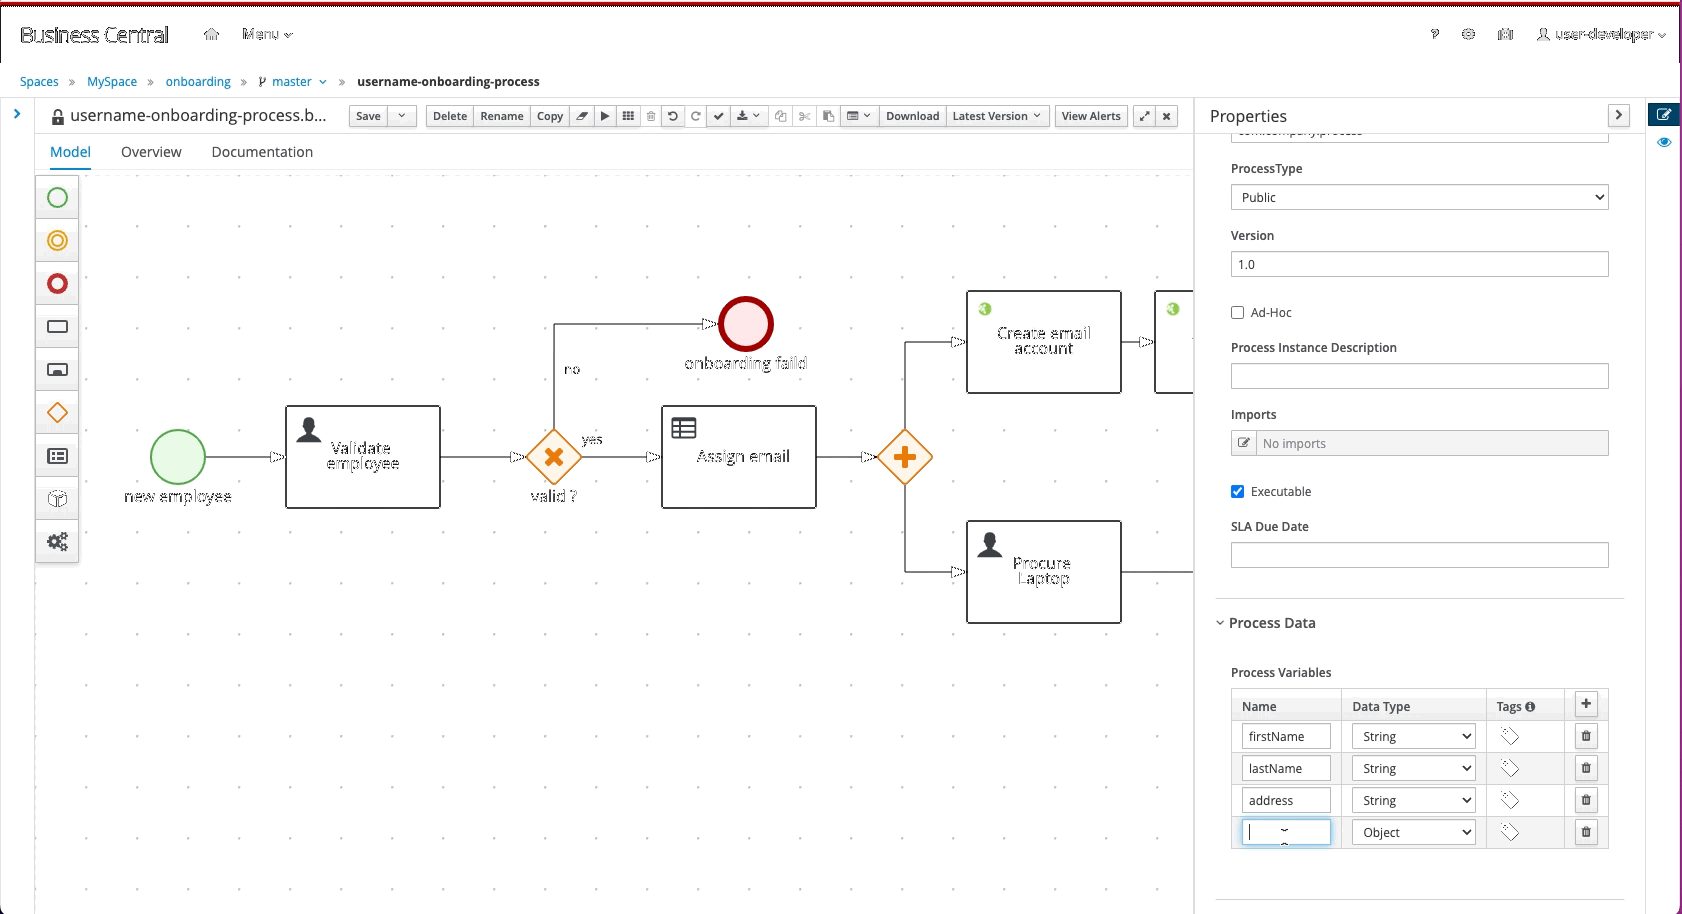 Business Central
Menu
?
user-developer
Spaces » MySpace » onboarding » master » username-onboarding-process
username-onboarding-process.b...
Save
Delete
Rename
Copy
Download
Latest Version
View Alerts
Properties
Model
Overview
Documentation
ProcessType
Public
Version
1.0
Ad-Hoc
Process Instance Description
Imports
No imports
Executable
SLA Due Date
Process Data
Process Variables
Name
Data Type
Tags
firstName
String
lastName
String
address
String
Object
new employee
Validate
employee
valid ?
no
yes
onboarding faild
Assign email
Create email
account
Procure
Laptop